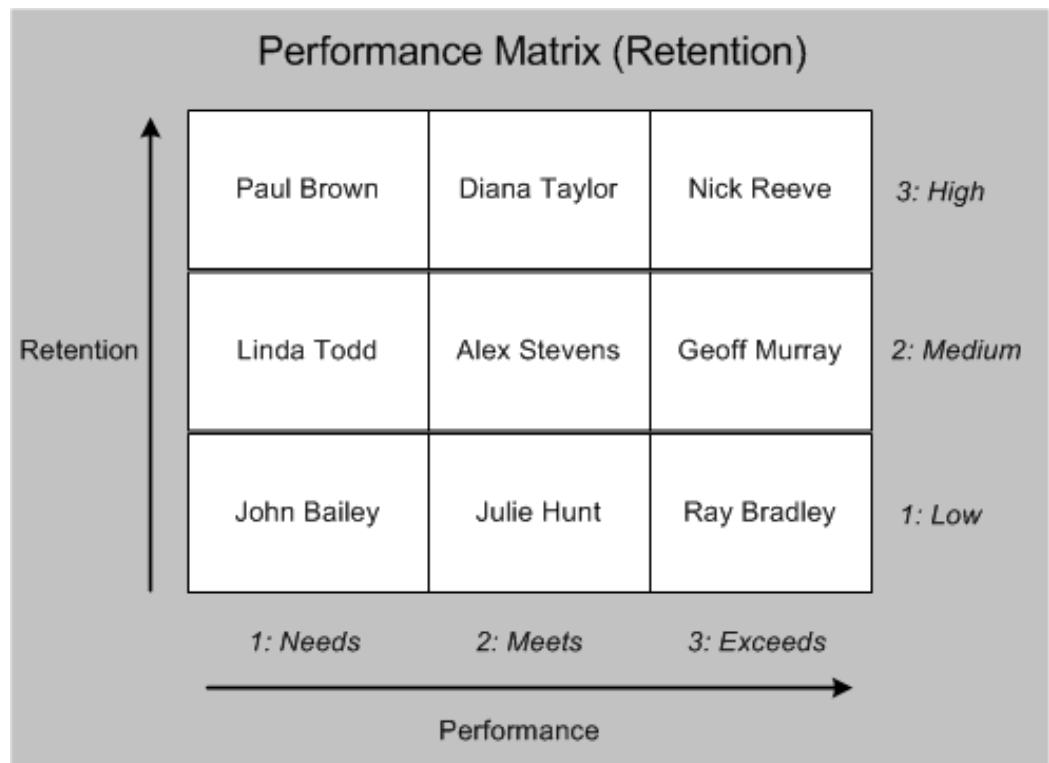 Performance Matrix (Retention)
Paul Brown Diana Taylor Nick Reeve 3: High
Retention Linda Todd Alex Stevens Geoff Murray 2: Medium
John Bailey Julie Hunt Ray Bradley 1: Low
1: Needs 2: Meets 3: Exceeds
Performance